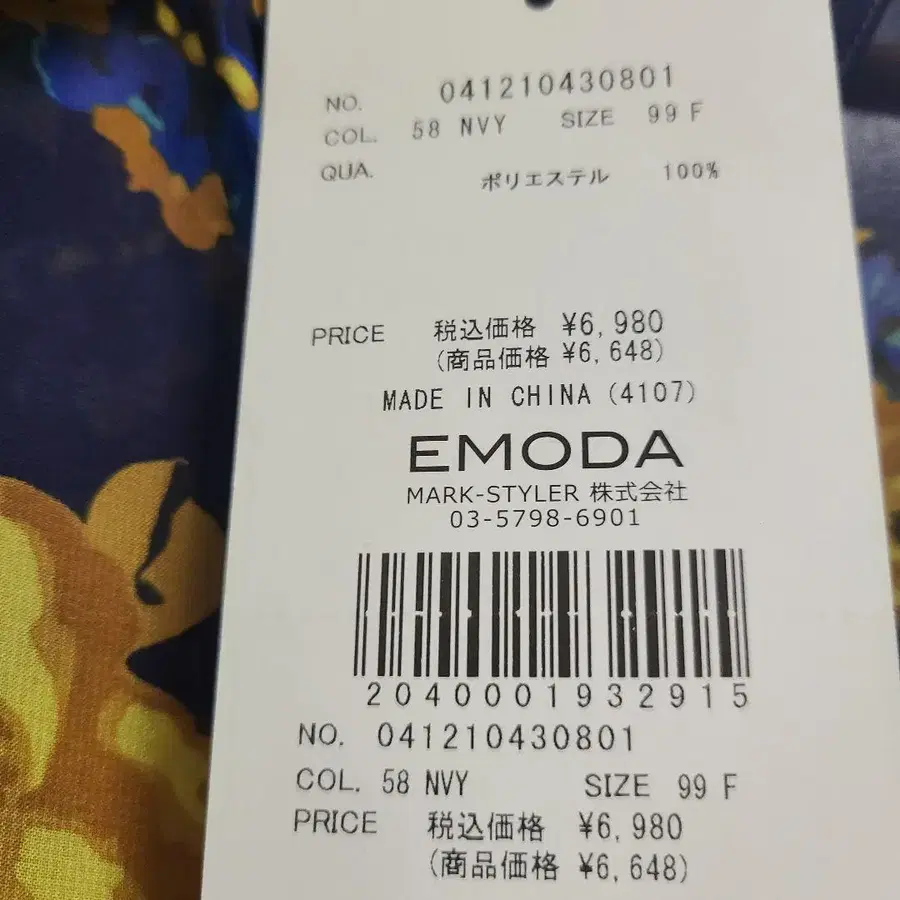 NO. 041210430801
COL. 58 NVY SIZE 99 F
QUA. ポリエステル 100%
PRICE 税込価格 ¥6,980
(商品価格 ¥6,648)
MADE IN CHINA (4107)
EMODA
MARK-STYLER 株式会社
03-5798-6901
2040001932915
NO. 041210430801
COL. 58 NVY SIZE 99 F
PRICE 税込価格 ¥6,980
(商品価格 ¥6,648)